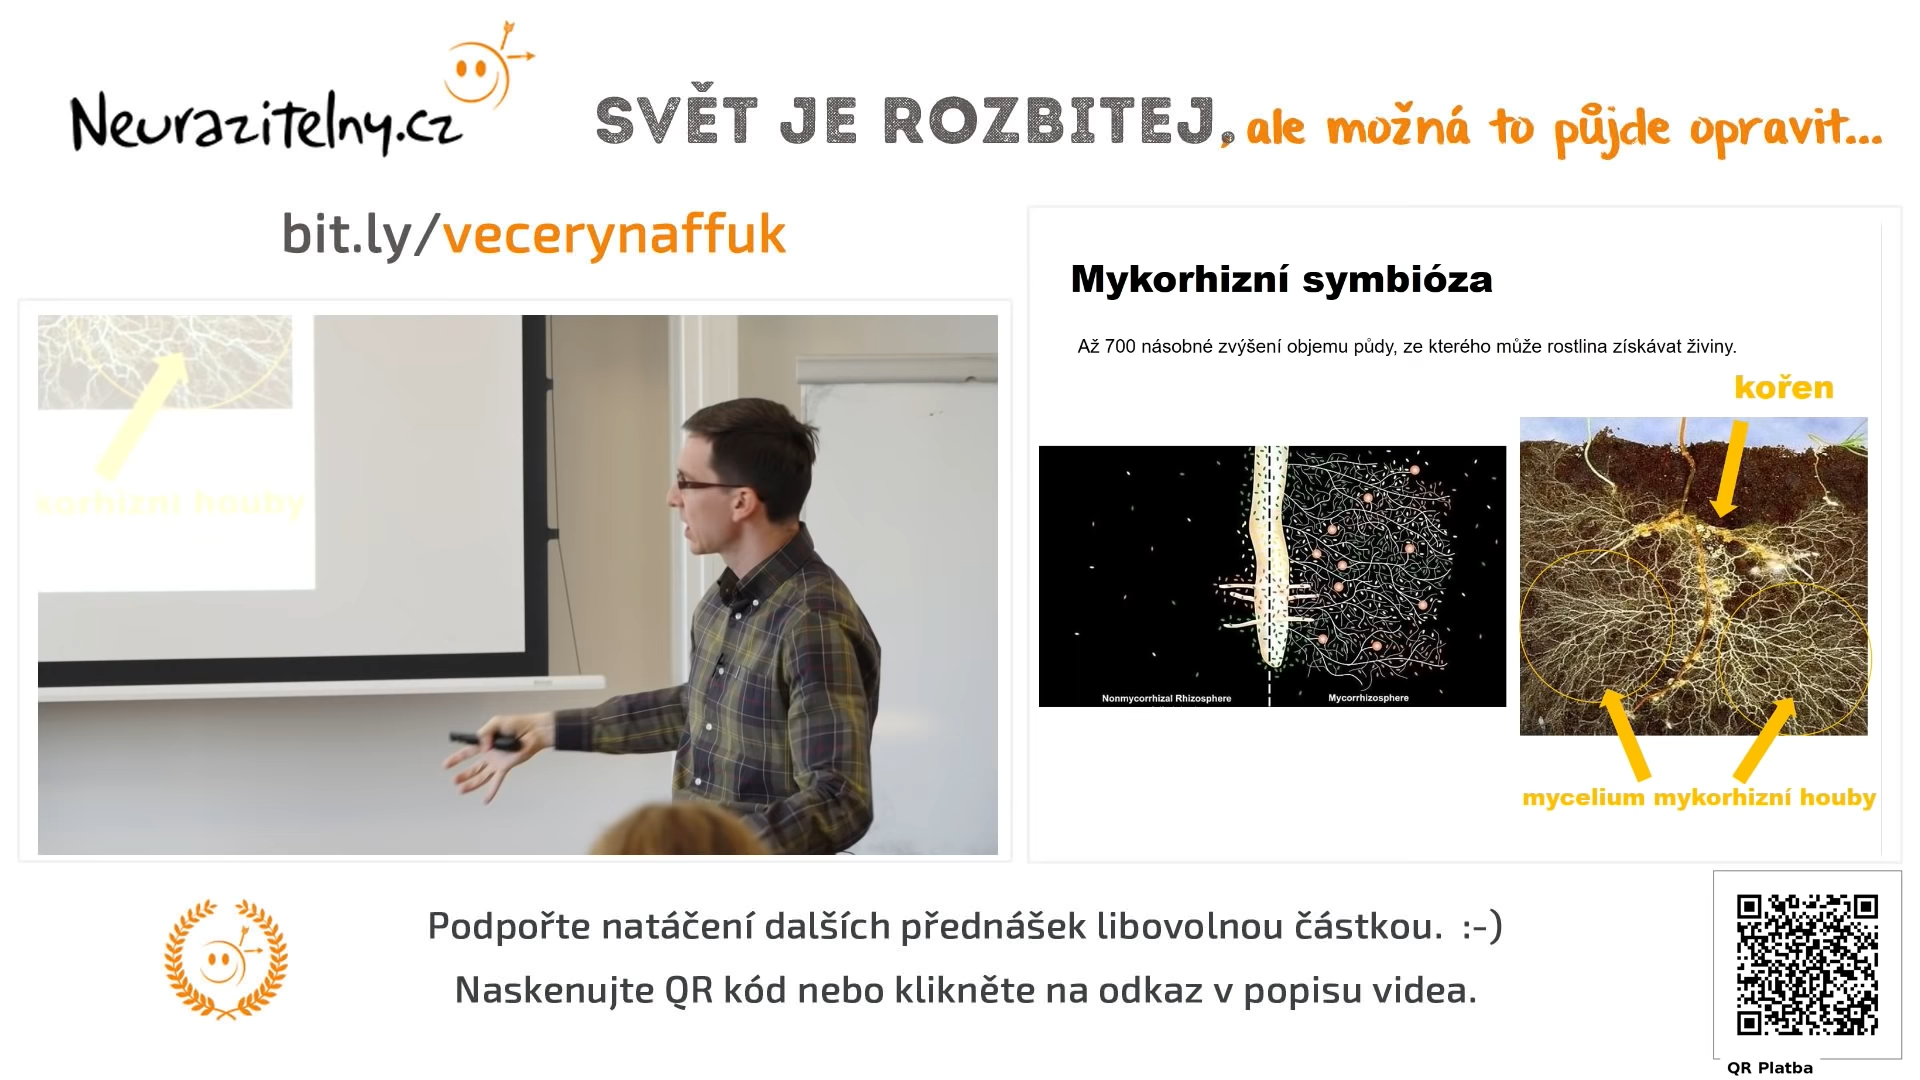 Neurazitelny.cz
SVĚT JE ROZBITEJ, ale možná to půjde opravit...
bit.ly/vecerynaffuk
korhizní houby
Mykorhizní symbióza
Až 700 násobné zvýšení objemu půdy, ze kterého může rostlina získávat živiny.
kořen
Nonmycorrhizal Rhizosphere
Mycorrhizosphere
mycelium mykorhizní houby
Podpořte natáčení dalších přednášek libovolnou částkou. :-)
Naskenujte QR kód nebo klikněte na odkaz v popisu videa.
QR Platba